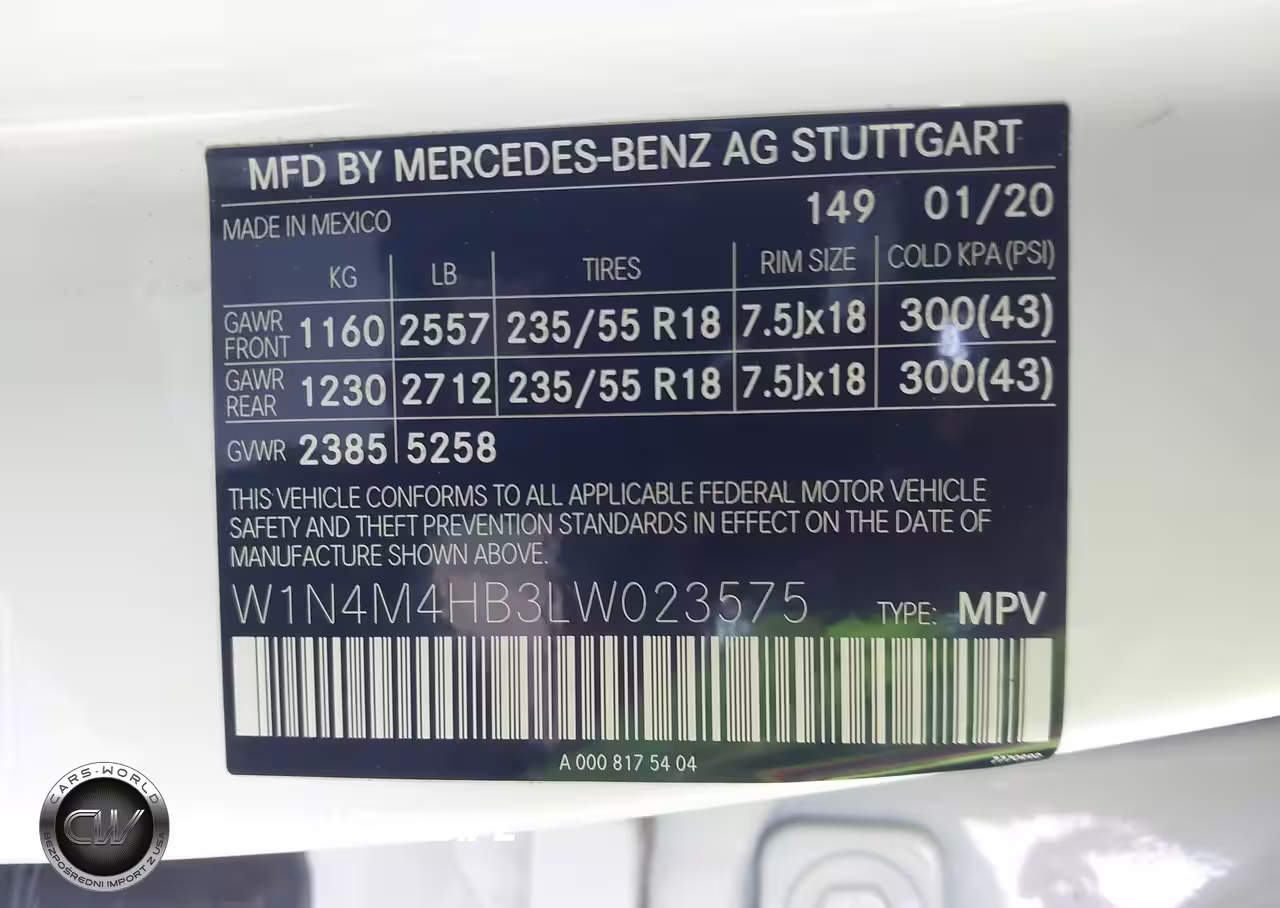 MFD BY MERCEDES-BENZ AG STUTTGART
MADE IN MEXICO 149 01/20
KG LB TIRES RIM SIZE COLD KPA (PSI)
GAWR FRONT 1160 2557 235/55 R18 7.5Jx18 300(43)
GAWR REAR 1230 2712 235/55 R18 7.5Jx18 300(43)
GVWR 2385 5258
THIS VEHICLE CONFORMS TO ALL APPLICABLE FEDERAL MOTOR VEHICLE
SAFETY AND THEFT PREVENTION STANDARDS IN EFFECT ON THE DATE OF
MANUFACTURE SHOWN ABOVE.
W1N4M4HB3LW023575 TYPE: MPV
A 000 817 54 04
CARS-WORLD
CW
BEZPOŚREDNI IMPORT Z USA